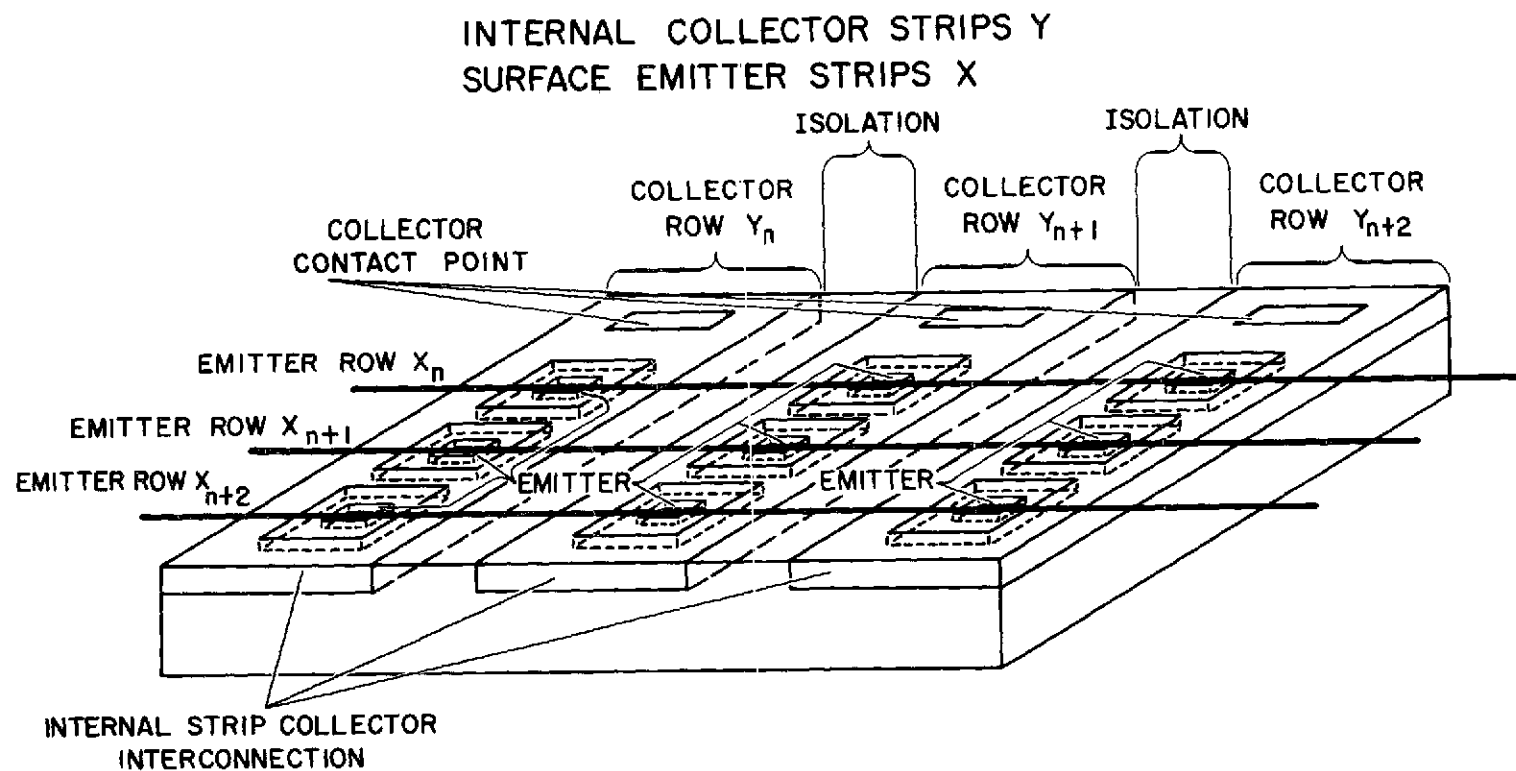 INTERNAL COLLECTOR STRIPS Y
SURFACE EMITTER STRIPS X
ISOLATION
ISOLATION
COLLECTOR
ROW Yn
COLLECTOR
ROW Yn+1
COLLECTOR
ROW Yn+2
COLLECTOR
CONTACT POINT
EMITTER ROW Xn
EMITTER ROW Xn+1
EMITTER ROW Xn+2
EMITTER
EMITTER
INTERNAL STRIP COLLECTOR
INTERCONNECTION